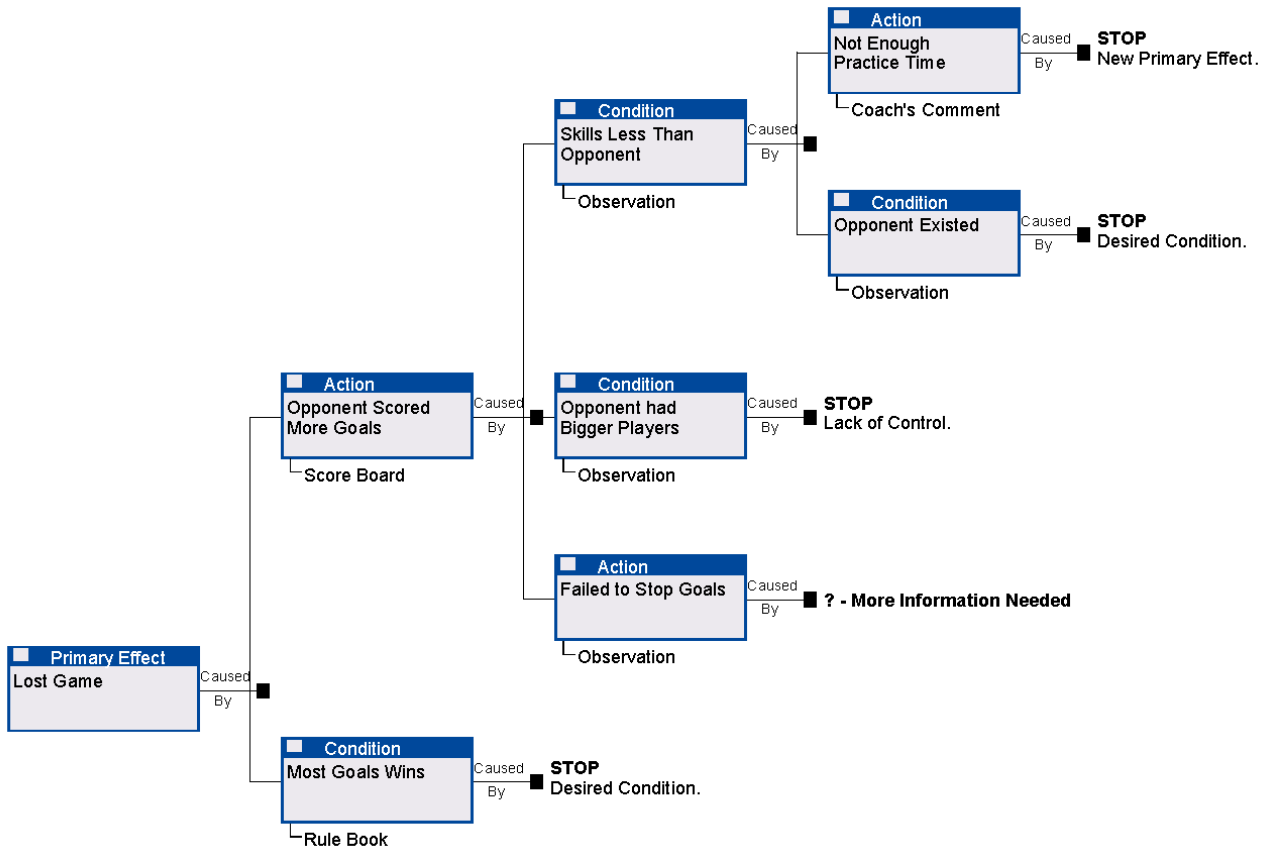 Action
Not Enough
Practice Time
Caused
By
STOP
New Primary Effect.
Coach's Comment
Condition
Skills Less Than
Opponent
Caused
By
Observation
Condition
Opponent Existed
Caused
By
STOP
Desired Condition.
Observation
Action
Opponent Scored
More Goals
Caused
By
Score Board
Condition
Opponent had
Bigger Players
Caused
By
STOP
Lack of Control.
Observation
Action
Failed to Stop Goals
Caused
By
? - More Information Needed
Observation
Primary Effect
Lost Game
Caused
By
Condition
Most Goals Wins
Caused
By
STOP
Desired Condition.
Rule Book